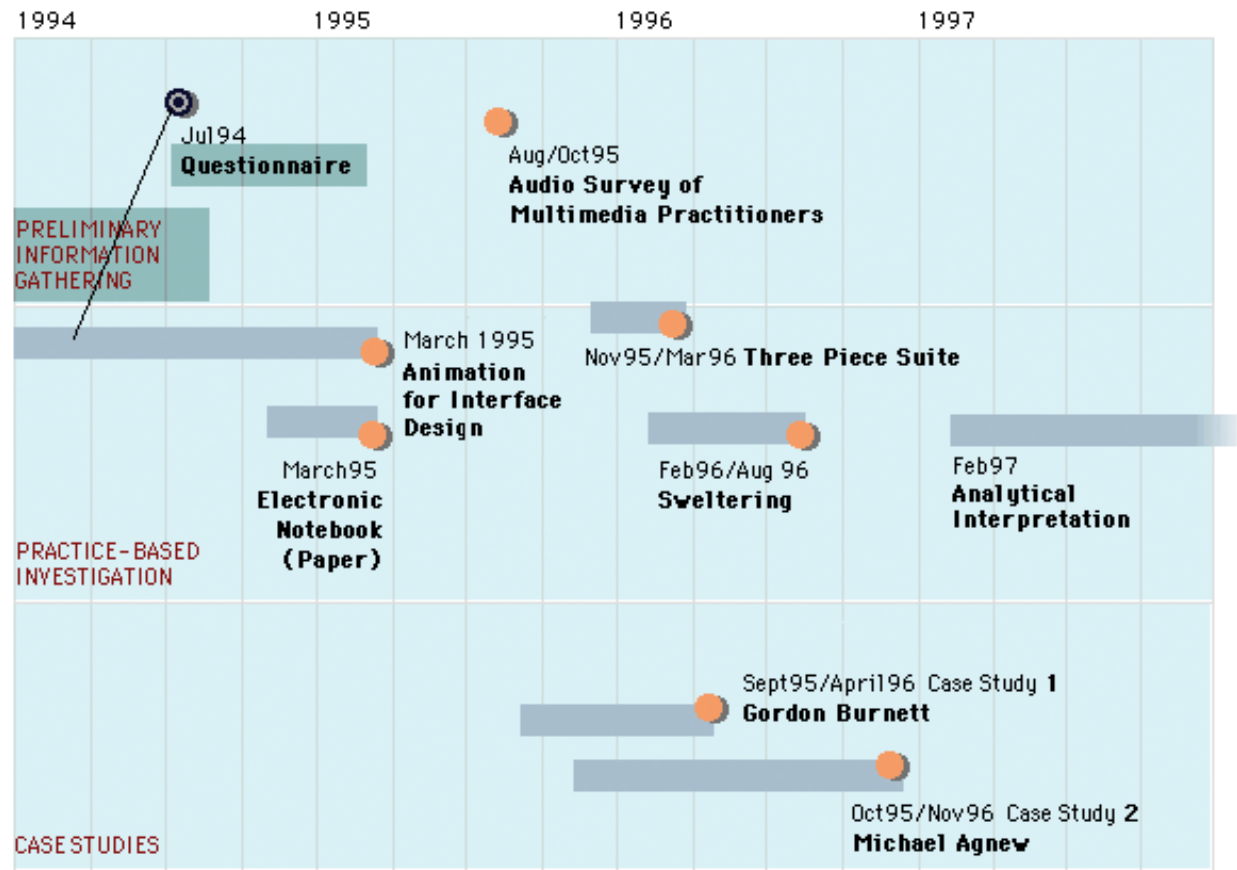 1994 1995 1996 1997
Jul94
Questionnaire
Aug/Oct95
Audio Survey of
Multimedia Practitioners
PRELIMINARY
INFORMATION
GATHERING
March 1995
Animation
for Interface
Design
Nov95/Mar96 Three Piece Suite
March95
Electronic
Notebook
(Paper)
Feb96/Aug 96
Sweltering
Feb97
Analytical
Interpretation
PRACTICE-BASED
INVESTIGATION
Sept95/April96 Case Study 1
Gordon Burnett
Oct95/Nov96 Case Study 2
Michael Agnew
CASE STUDIES